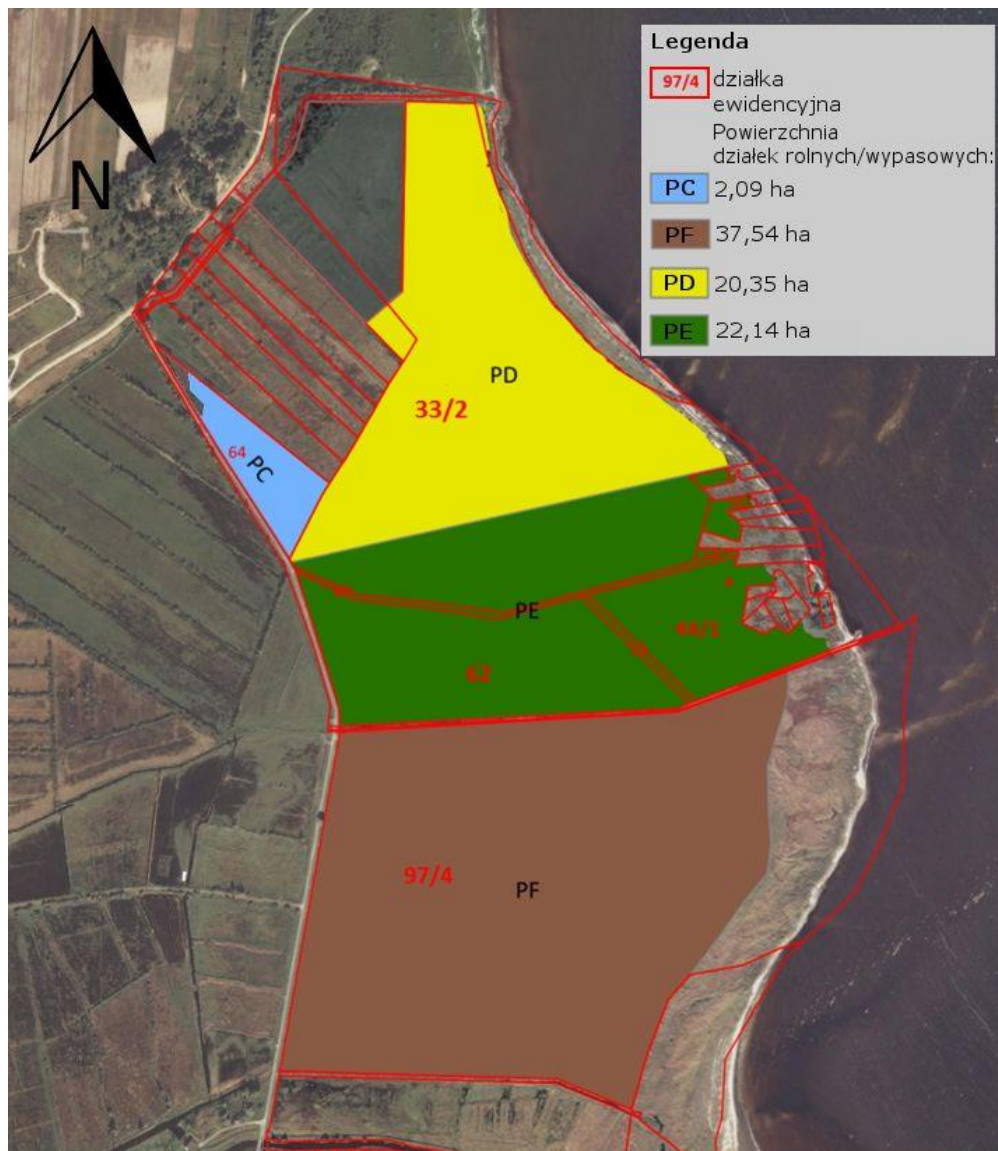 N
Legenda
97/4 działka
ewidencyjna
Powierzchnia
działek rolnych/wypasowych:
PC 2,09 ha
PF 37,54 ha
PD 20,35 ha
PE 22,14 ha
PD
33/2
64
PC
PE
44/1
62
97/4
PF